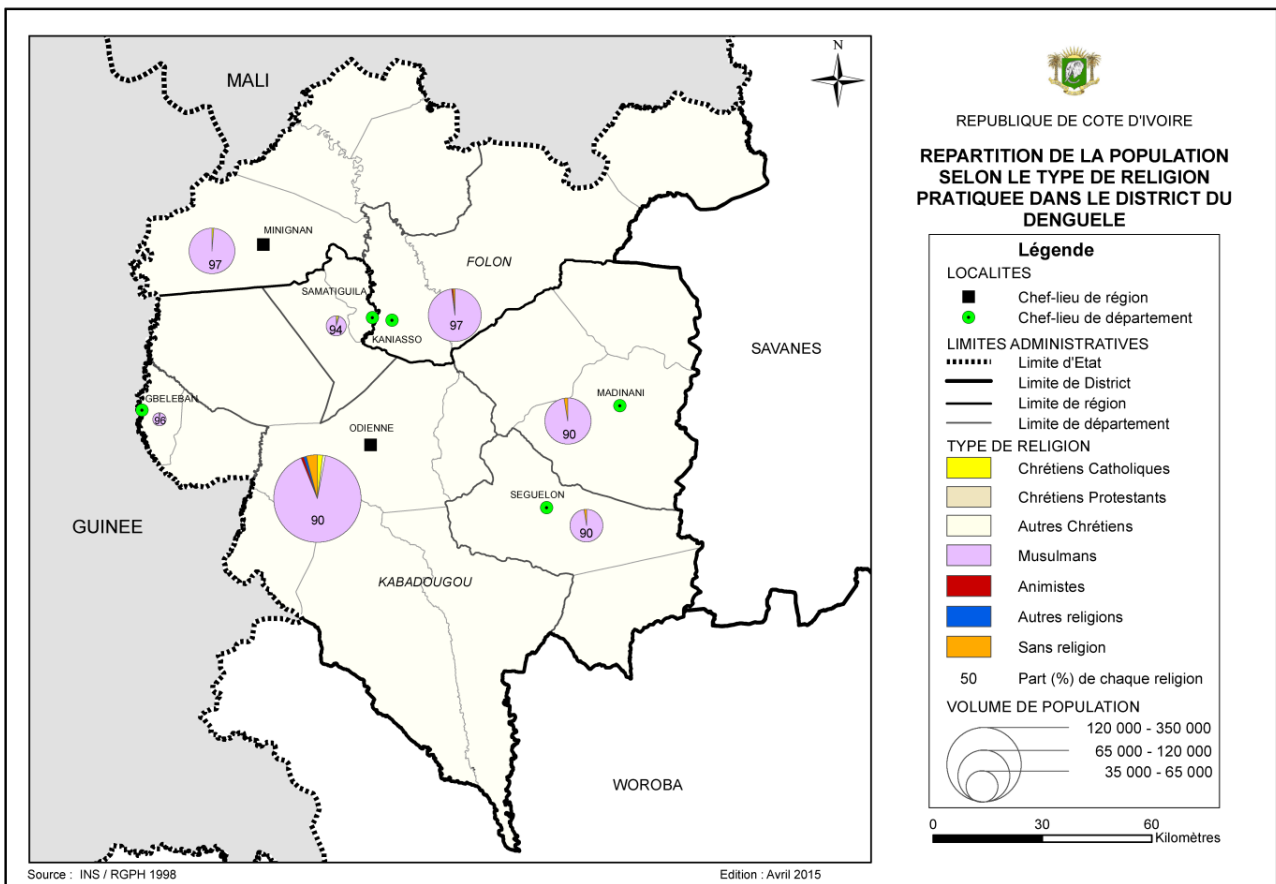 MALI
N
MINIGNAN
97
FOLON
SAMATIGUILA
94
KANIASSO
97
SAVANES
GBELEBAN
96
MADINANI
90
ODIENNE
SEGUELON
90
90
GUINEE
KABADOUGOU
WOROBA
Source : INS / RGPH 1998
Edition : Avril 2015
REPUBLIQUE DE COTE D'IVOIRE
REPARTITION DE LA POPULATION
SELON LE TYPE DE RELIGION
PRATIQUEE DANS LE DISTRICT DU
DENGUELE
Légende
LOCALITES
Chef-lieu de région
Chef-lieu de département
LIMITES ADMINISTRATIVES
Limite d'Etat
Limite de District
Limite de région
Limite de département
TYPE DE RELIGION
Chrétiens Catholiques
Chrétiens Protestants
Autres Chrétiens
Musulmans
Animistes
Autres religions
Sans religion
50 Part (%) de chaque religion
VOLUME DE POPULATION
120 000 - 350 000
65 000 - 120 000
35 000 - 65 000
0 30 60
Kilomètres